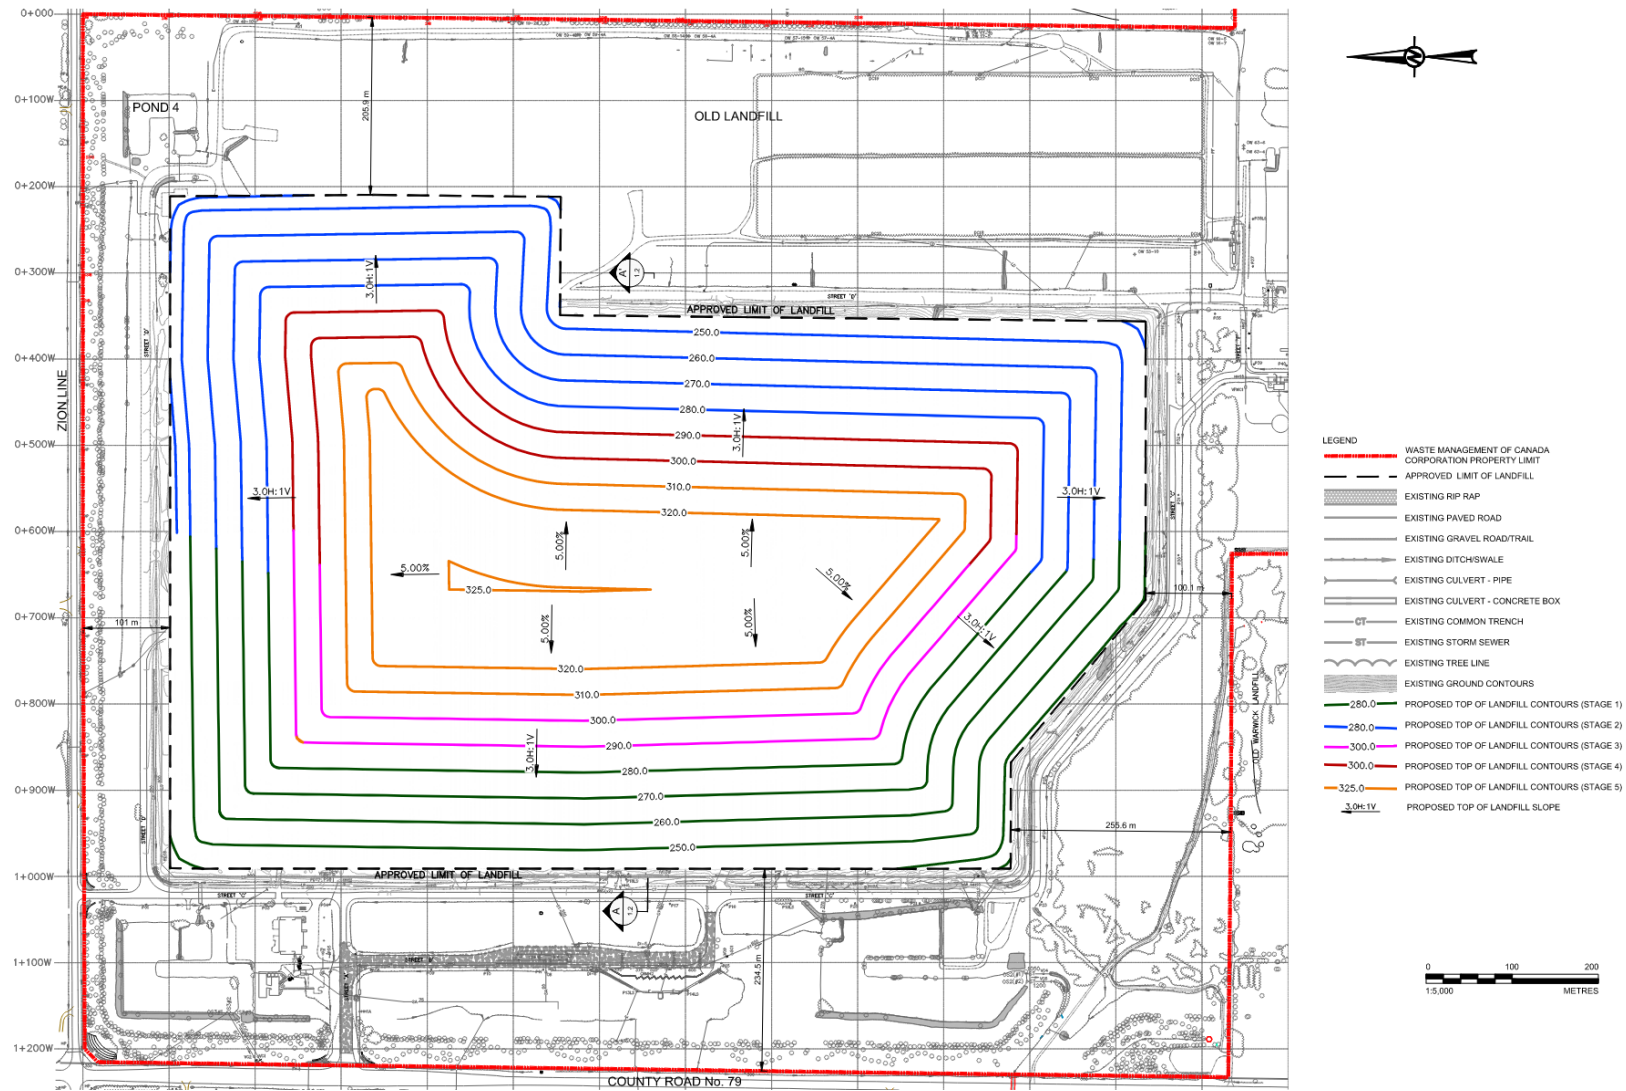 0+000
0+100W
0+200W
0+300W
0+400W
0+500W
0+600W
0+700W
0+800W
0+900W
1+000W
1+100W
1+200W
ZION LINE
POND 4
OLD LANDFILL
205.9 m
A'
1.2
STREET 'D'
APPROVED LIMIT OF LANDFILL
250.0
260.0
270.0
280.0
290.0
300.0
310.0
320.0
3.0H:1V
3.0H:1V
3.0H:1V
3.0H:1V
3.0H:1V
3.0H:1V
5.00%
5.00%
5.00%
5.00%
5.00%
5.00%
325.0
320.0
310.0
300.0
290.0
280.0
270.0
260.0
250.0
101 m
100.1 m
255.6 m
OLD WARWICK LANDFILL
APPROVED LIMIT OF LANDFILL
A
1.2
STREET 'C'
STREET 'C'
234.5 m
COUNTY ROAD No. 79
N
LEGEND
WASTE MANAGEMENT OF CANADA
CORPORATION PROPERTY LIMIT
APPROVED LIMIT OF LANDFILL
EXISTING RIP RAP
EXISTING PAVED ROAD
EXISTING GRAVEL ROAD/TRAIL
EXISTING DITCH/SWALE
EXISTING CULVERT - PIPE
EXISTING CULVERT - CONCRETE BOX
CT EXISTING COMMON TRENCH
ST EXISTING STORM SEWER
EXISTING TREE LINE
EXISTING GROUND CONTOURS
280.0 PROPOSED TOP OF LANDFILL CONTOURS (STAGE 1)
280.0 PROPOSED TOP OF LANDFILL CONTOURS (STAGE 2)
300.0 PROPOSED TOP OF LANDFILL CONTOURS (STAGE 3)
300.0 PROPOSED TOP OF LANDFILL CONTOURS (STAGE 4)
325.0 PROPOSED TOP OF LANDFILL CONTOURS (STAGE 5)
3.0H:1V PROPOSED TOP OF LANDFILL SLOPE
0 100 200
1:5,000 METRES